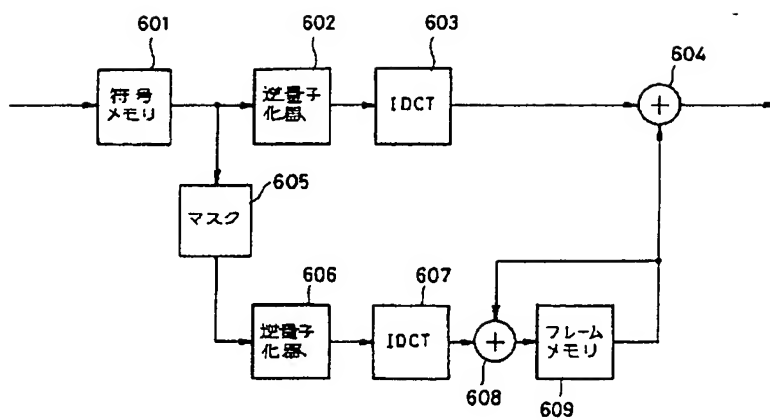 601
602
603
604
符号
メモリ
逆量子
化器
IDCT
+
605
マスク
606
607
逆量子
化器
IDCT
+
フレーム
メモリ
608
609